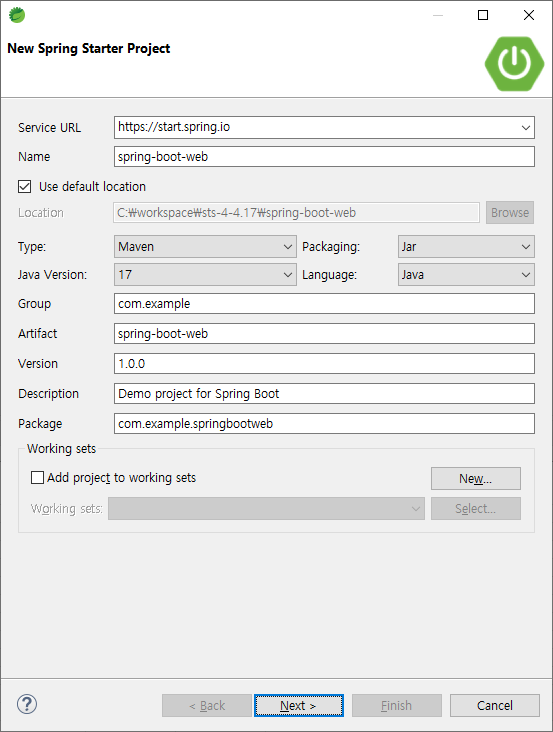 New Spring Starter Project
Service URL https://start.spring.io
Name spring-boot-web
Use default location
Location C:₩workspace₩sts-4-4.17₩spring-boot-web Browse
Type: Maven Packaging: Jar
Java Version: 17 Language: Java
Group com.example
Artifact spring-boot-web
Version 1.0.0
Description Demo project for Spring Boot
Package com.example.springbootweb
Working sets
Add project to working sets New...
Working sets: Select...
? < Back Next > Finish Cancel